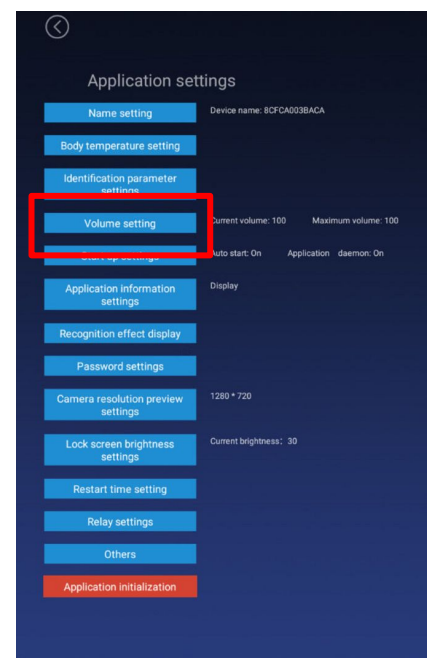 Application settings
Name setting
Device name: 8CFCA003BACA
Body temperature setting
Identification parameter
settings
Volume setting
Current volume: 100 Maximum volume: 100
Start up settings
Auto start: On Application daemon: On
Application information
settings
Display
Recognition effect display
Password settings
Camera resolution preview
settings
1280 * 720
Lock screen brightness
settings
Current brightness: 30
Restart time setting
Relay settings
Others
Application initialization